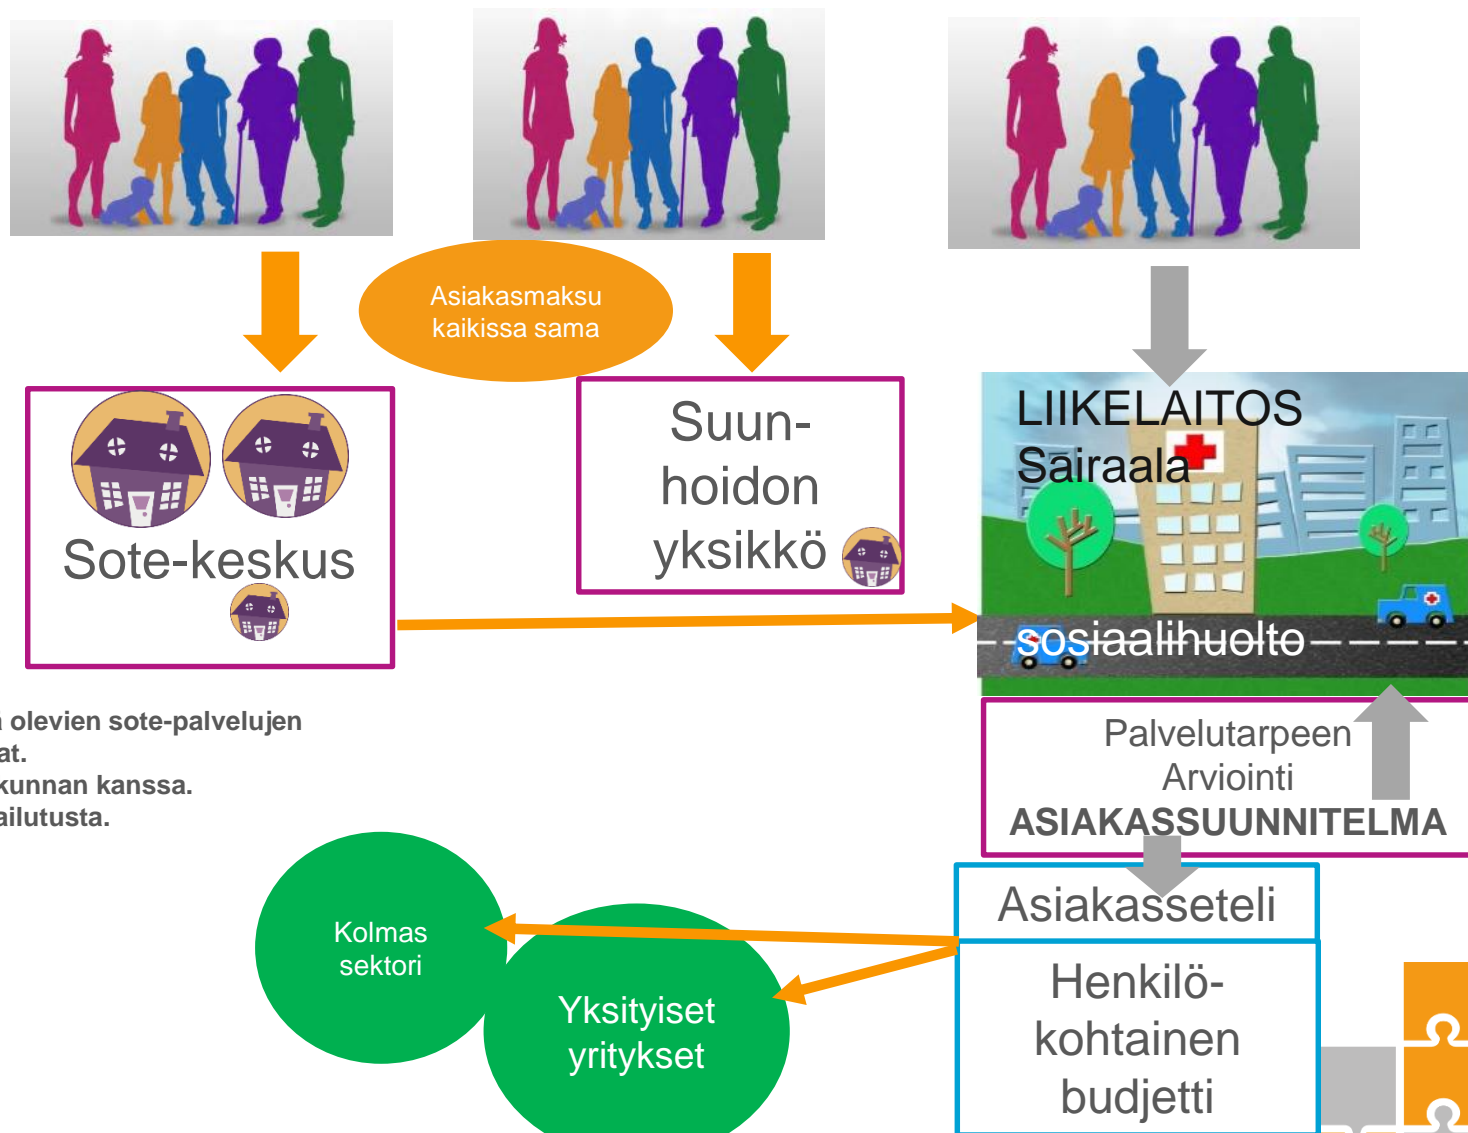 Asiakasmaksu
kaikissa sama
Sote-keskus
Suun-
hoidon
yksikkö
LIIKELAITOS
Sairaala
sosiaalihuolto
olevien sote-palvelujen
at.
kunnan kanssa.
ailutusta.
Palvelutarpeen
Arviointi
ASIAKASSUUNNITELMA
Asiakasseteli
Henkilö-
kohtainen
budjetti
Kolmas
sektori
Yksityiset
yritykset